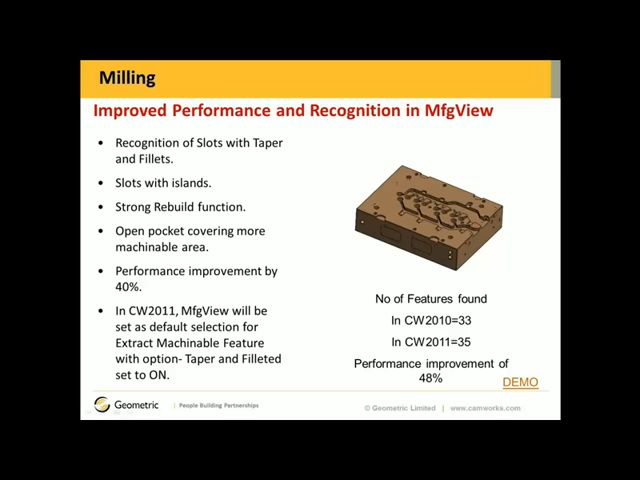 Milling
Improved Performance and Recognition in MfgView
• Recognition of Slots with Taper
and Fillets.
• Slots with islands.
• Strong Rebuild function.
• Open pocket covering more
machinable area.
• Performance improvement by
40%.
• In CW2011, MfgView will be
set as default selection for
Extract Machinable Feature
with option- Taper and Filleted
set to ON.
No of Features found
In CW2010=33
In CW2011=35
Performance improvement of
48%
DEMO
Geometric | People Building Partnerships
© Geometric Limited | www.camworks.com